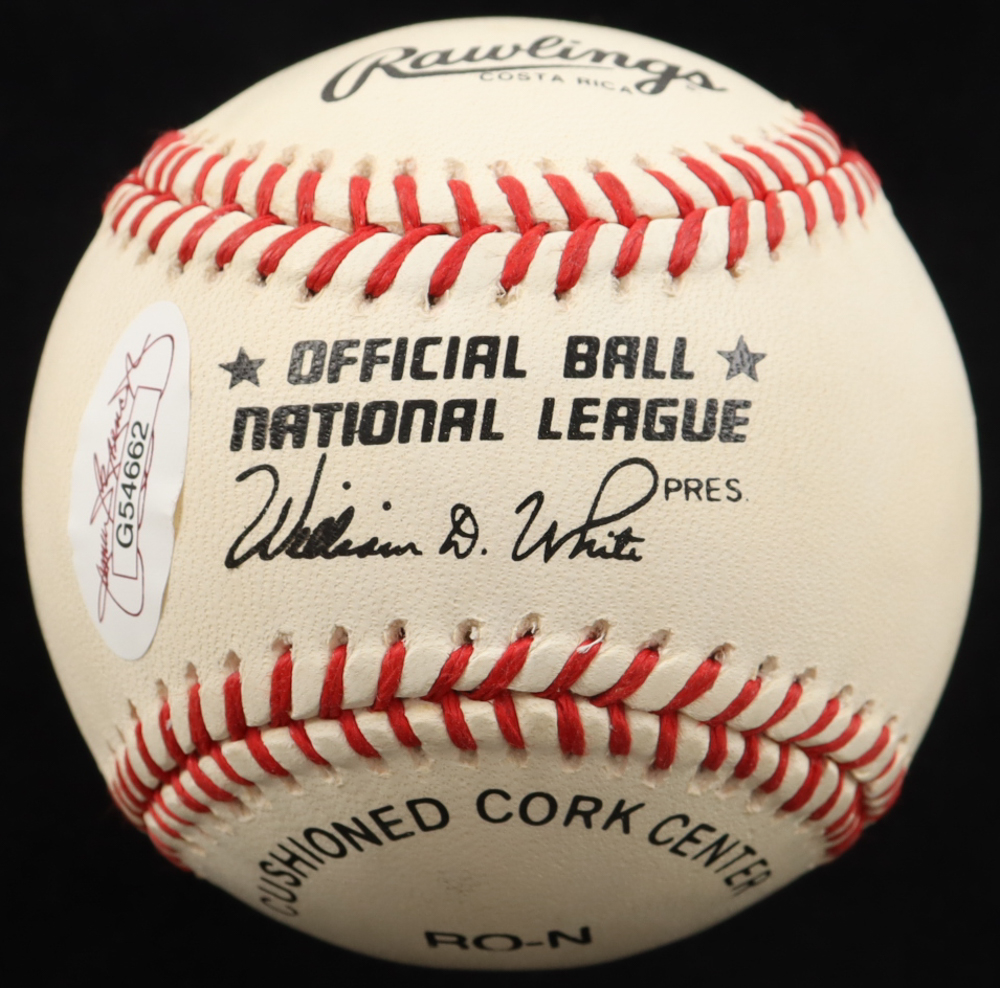 Rawlings
COSTA RICA
★ OFFICIAL BALL ★
NATIONAL LEAGUE
William D. White PRES.
G54662
CUSHIONED CORK CENTER
RO-N